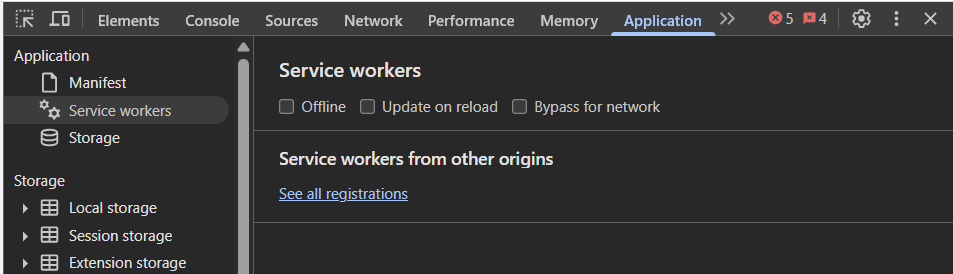 Elements Console Sources Network Performance Memory Application 5 4
Application
Manifest
Service workers
Storage
Storage
Local storage
Session storage
Extension storage
Service workers
Offline Update on reload Bypass for network
Service workers from other origins
See all registrations